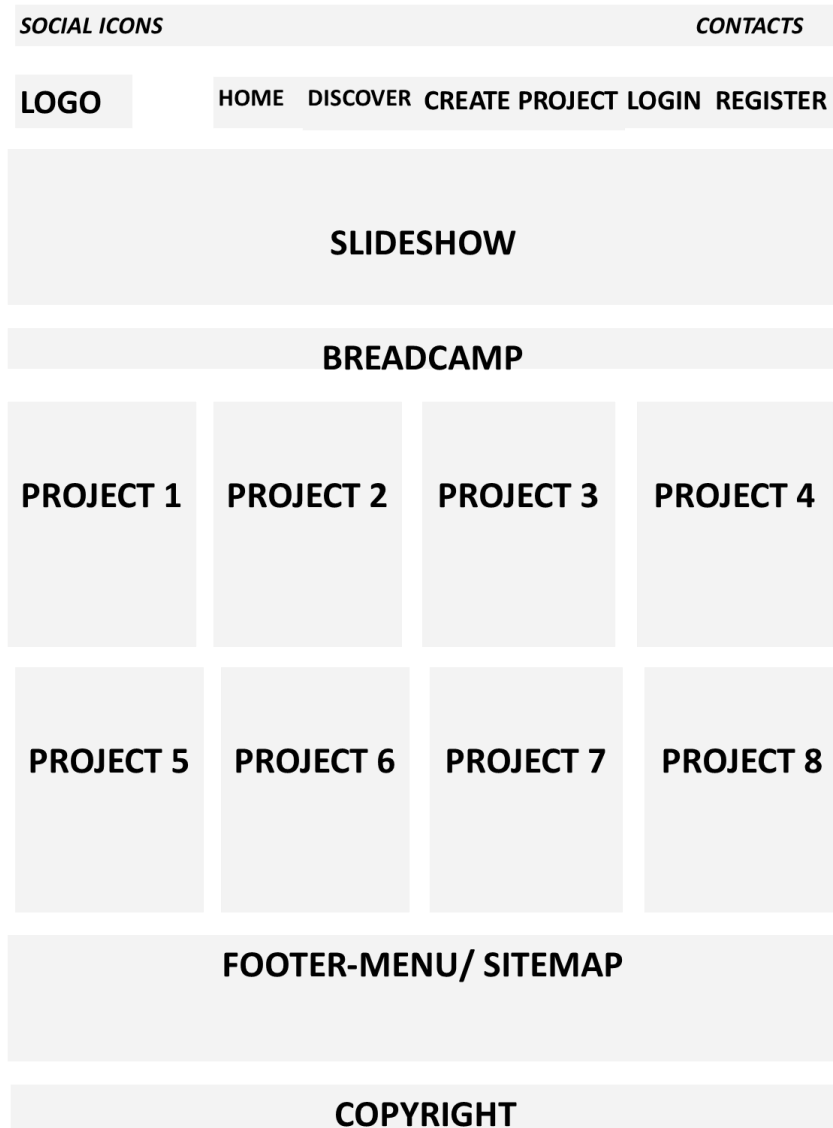 SOCIAL ICONS CONTACTS
LOGO HOME DISCOVER CREATE PROJECT LOGIN REGISTER
SLIDESHOW
BREADCAMP
PROJECT 1 PROJECT 2 PROJECT 3 PROJECT 4
PROJECT 5 PROJECT 6 PROJECT 7 PROJECT 8
FOOTER-MENU/ SITEMAP
COPYRIGHT